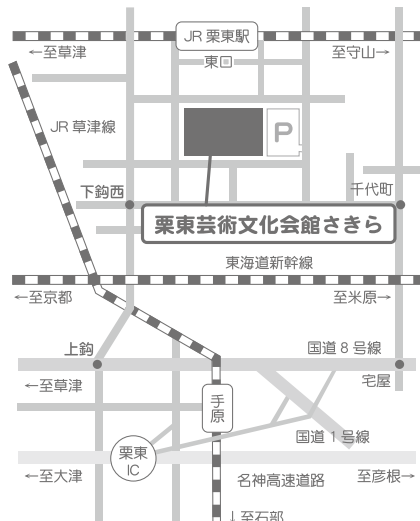 JR 栗東駅
←至草津
至守山→
東口
JR 草津線
P
下鈎西
千代町
栗東芸術文化会館さきら
東海道新幹線
←至京都
至米原→
上鈎
国道 8 号線
←至草津
宅屋
手原
国道 1 号線
栗東
IC
←至大津
名神高速道路
至彦根→
↓至石部